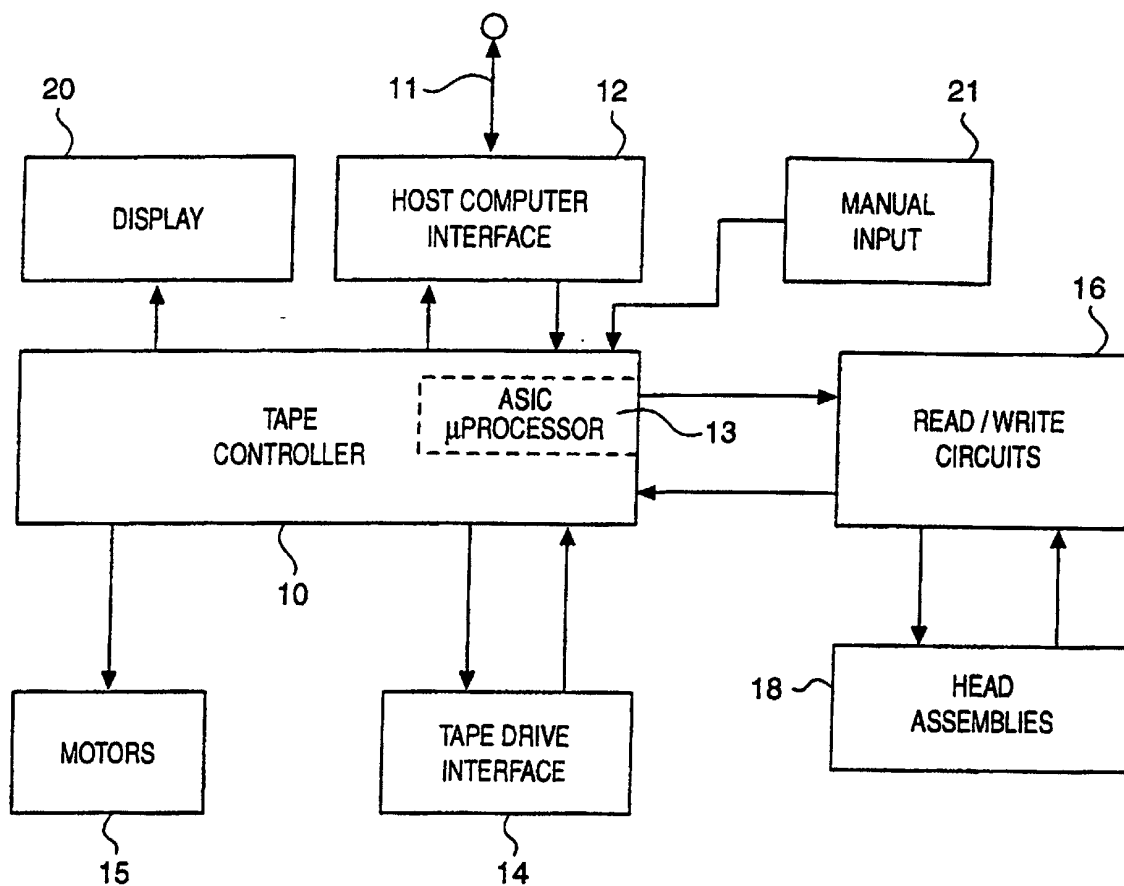 11
20
12
21
DISPLAY
HOST COMPUTER
INTERFACE
MANUAL
INPUT
16
TAPE
CONTROLLER
ASIC
μPROCESSOR
13
READ / WRITE
CIRCUITS
10
18
HEAD
ASSEMBLIES
MOTORS
TAPE DRIVE
INTERFACE
15
14